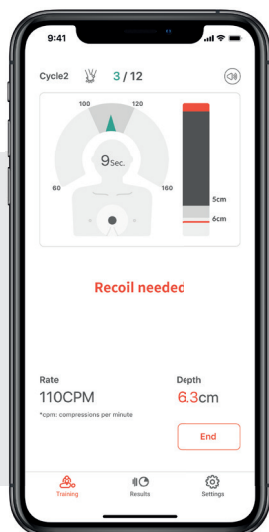 9:41
Cycle2 3 / 12
100 120
9Sec.
60 160
5cm
6cm
Recoil needed
Rate Depth
110CPM 6.3cm
*cpm: compressions per minute
End
Training Results Settings